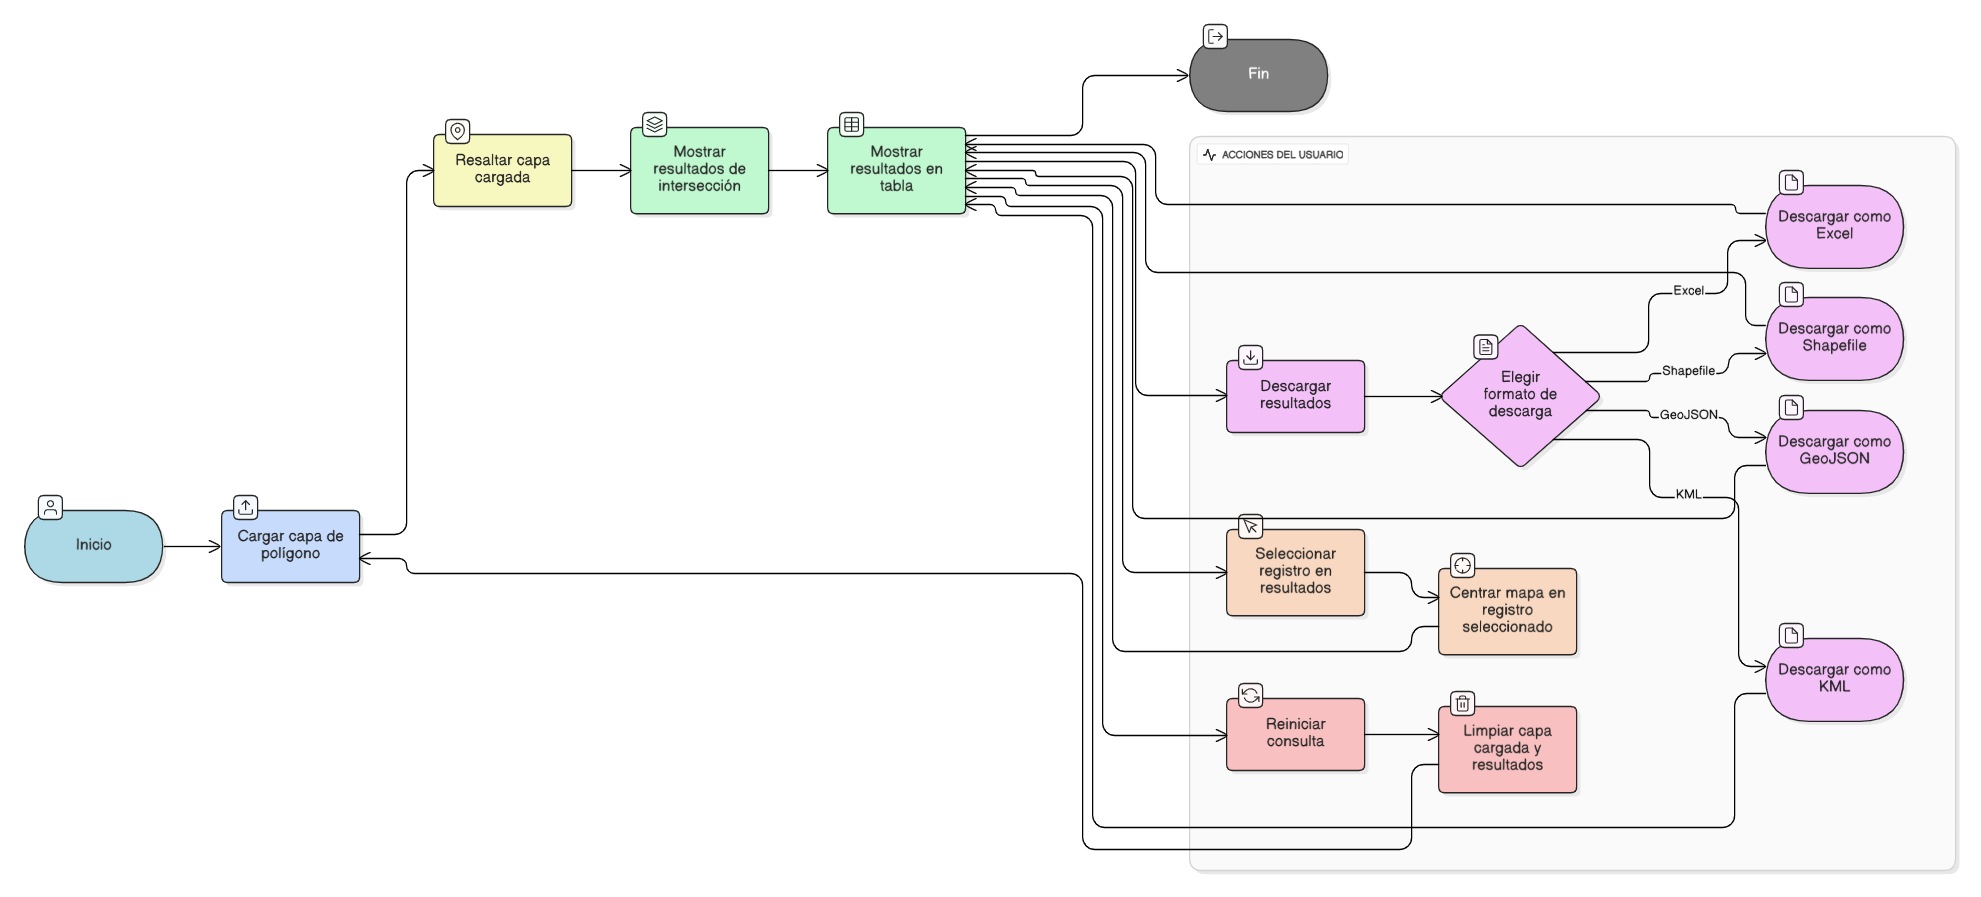 Fin
ACCIONES DEL USUARIO
Resaltar capa
cargada
Mostrar
resultados de
intersección
Mostrar
resultados en
tabla
Descargar como
Excel
Excel
Descargar como
Shapefile
Shapefile
Descargar
resultados
Elegir
formato de
descarga
GeoJSON
Descargar como
GeoJSON
KML
Inicio
Cargar capa de
polígono
Seleccionar
registro en
resultados
Centrar mapa en
registro
seleccionado
Descargar como
KML
Reiniciar
consulta
Limpiar capa
cargada y
resultados